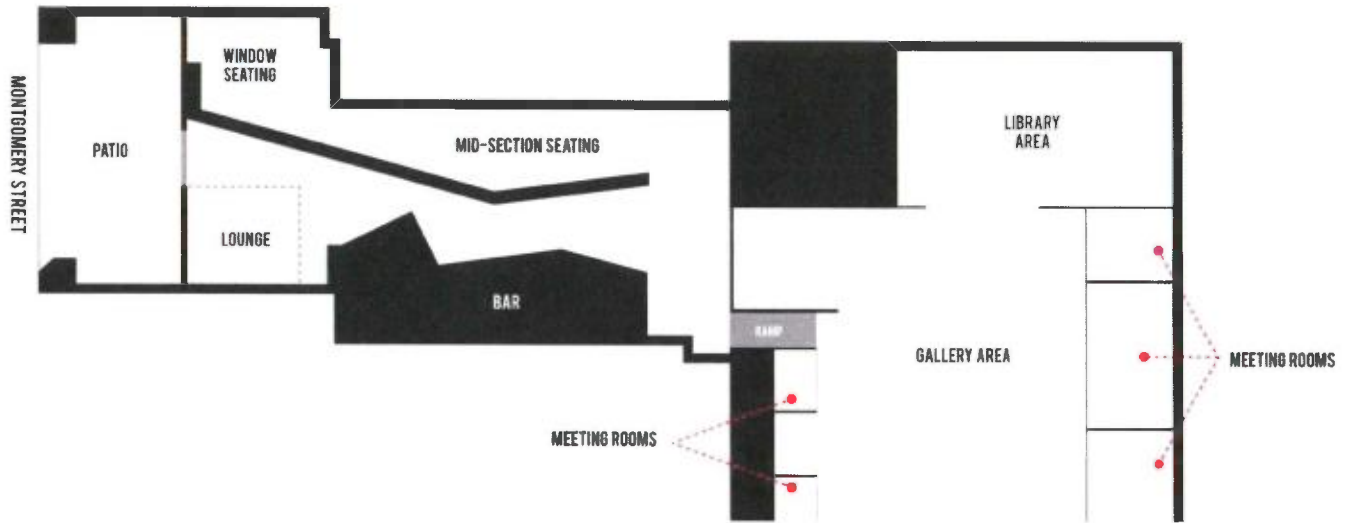 MONTGOMERY STREET
PATIO
WINDOW
SEATING
MID-SECTION SEATING
LOUNGE
BAR
LIBRARY
AREA
RAMP
GALLERY AREA
MEETING ROOMS
MEETING ROOMS